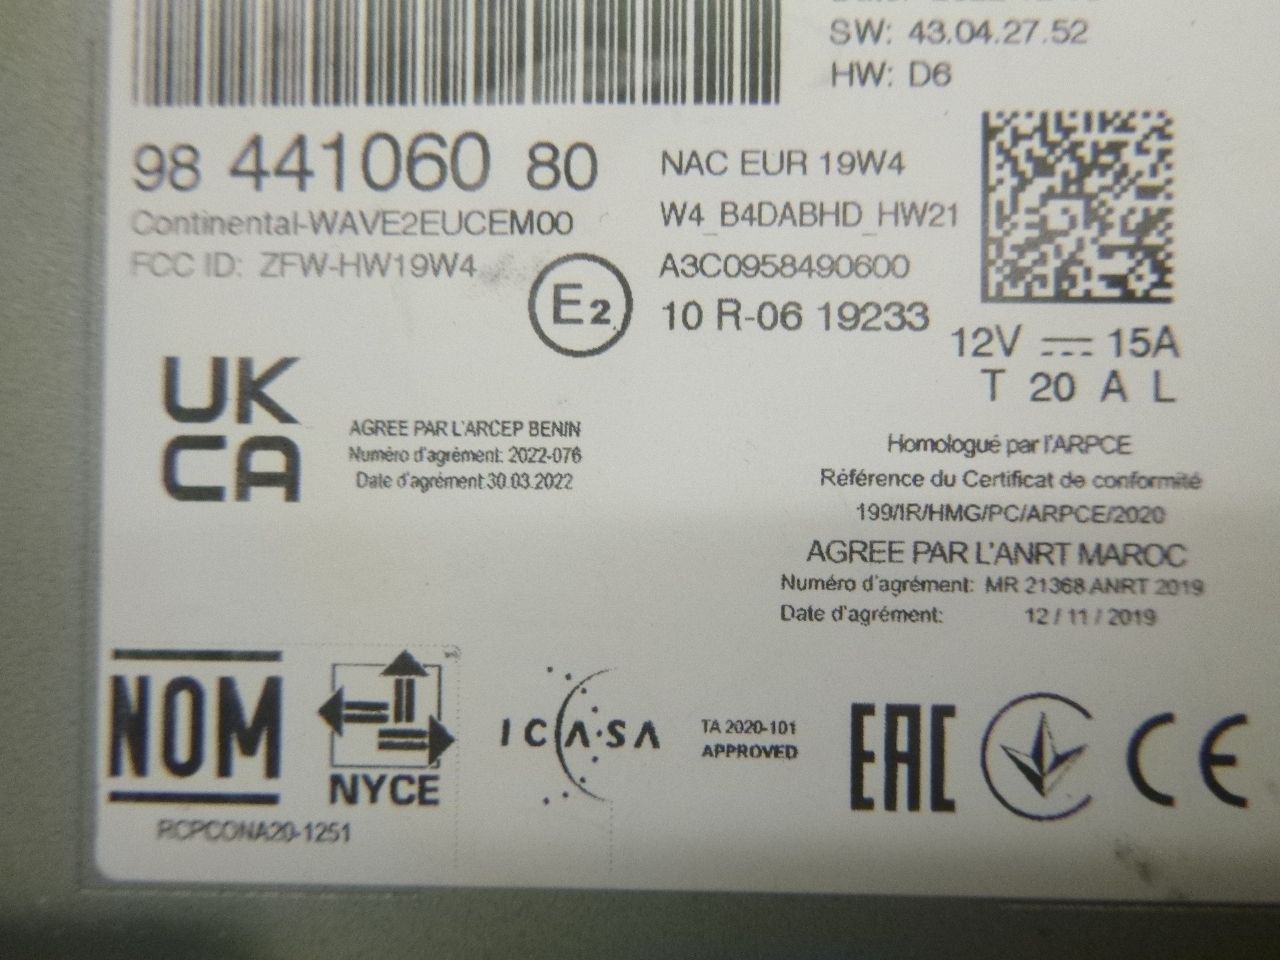 SW: 43.04.27.52
HW: D6
98 441060 80
Continental-WAVE2EUCEM00
FCC ID: ZFW-HW19W4
NAC EUR 19W4
W4_B4DABHD_HW21
A3C0958490600
10 R-06 19233
E2
12V 15A
T 20 A L
UK
CA
AGREE PAR L'ARCEP BENIN
Numéro d'agrément: 2022-076
Date d'agrément:30.03.2022
Homologué par l'ARPCE
Référence du Certificat de conformité
199/IR/HMG/PC/ARPCE/2020
AGREE PAR L'ANRT MAROC
Numéro d'agrément: MR 21368 ANRT 2019
Date d'agrément: 12 / 11 / 2019
NOM
NYCE
RCPCONA20-1251
ICASA
TA 2020-101
APPROVED
EAC
CE